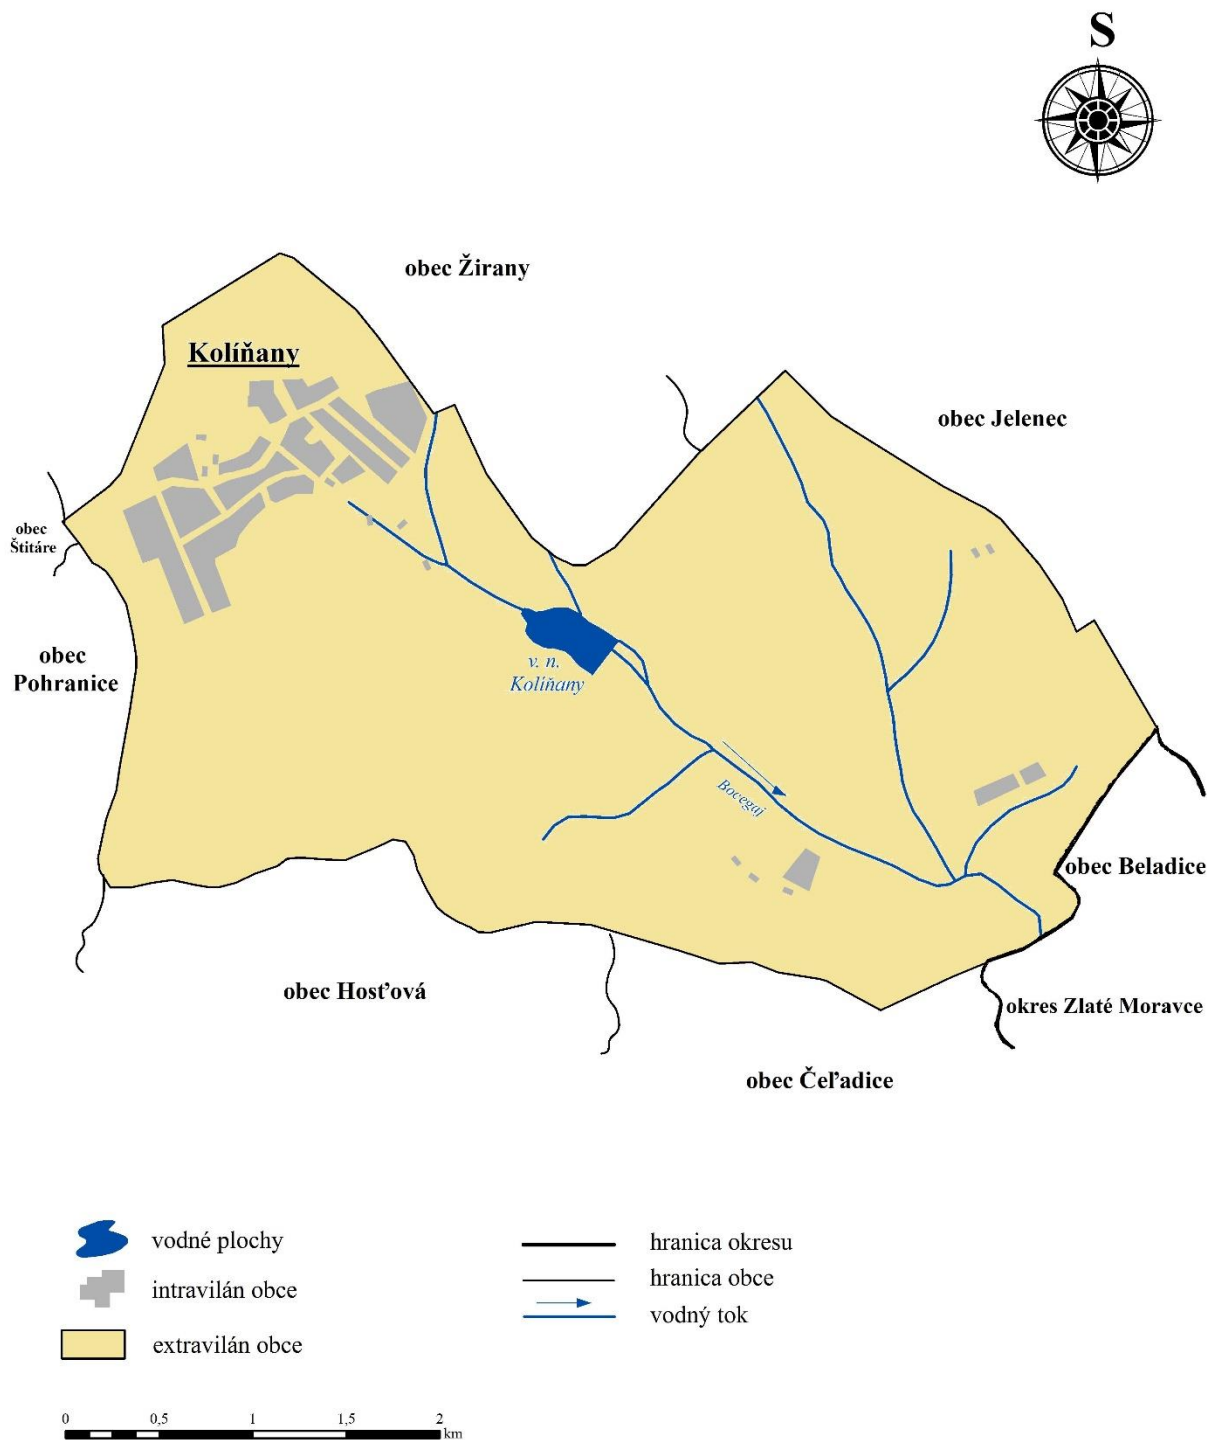 S
obec Žirany
Kolíňany
obec Jelenec
obec
Štitáre
obec
Pohranice
v. n.
Kolíňany
Bocegaj
obec Beladice
obec Hosťová
okres Zlaté Moravce
obec Čeľadice
vodné plochy
hranica okresu
intravilán obce
hranica obce
vodný tok
extravilán obce
0 0,5 1 1,5 2
km